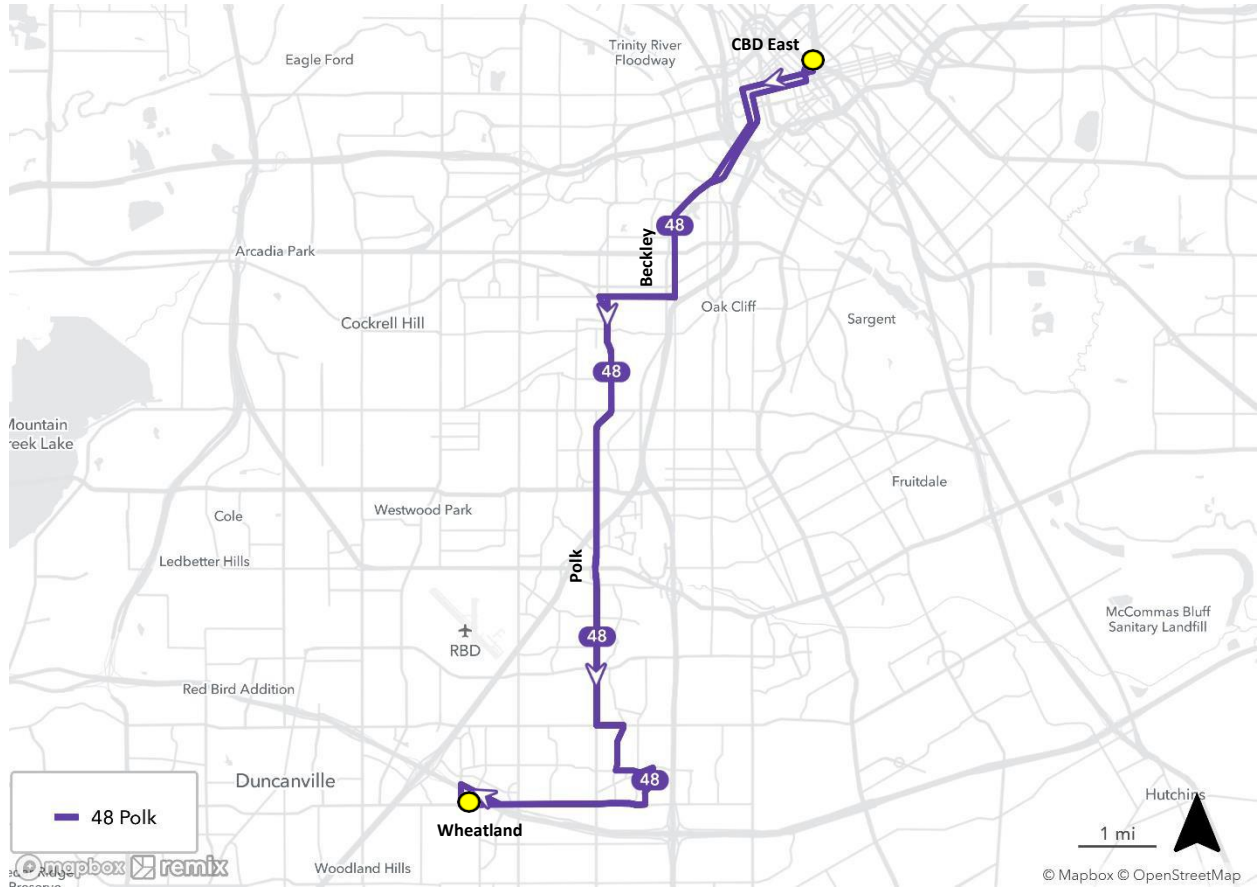 Trinity River
Floodway
CBD East
Eagle Ford
48
Beckley
Arcadia Park
Oak Cliff
Sargent
Cockrell Hill
48
Mountain
reek Lake
Fruitdale
Westwood Park
Cole
Ledbetter Hills
Polk
McCommas Bluff
Sanitary Landfill
48
RBD
Red Bird Addition
48
Duncanville
Hutchins
48 Polk
Wheatland
1 mi
Woodland Hills
mapbox remix
Ridge
Preserve
© Mapbox © OpenStreetMap